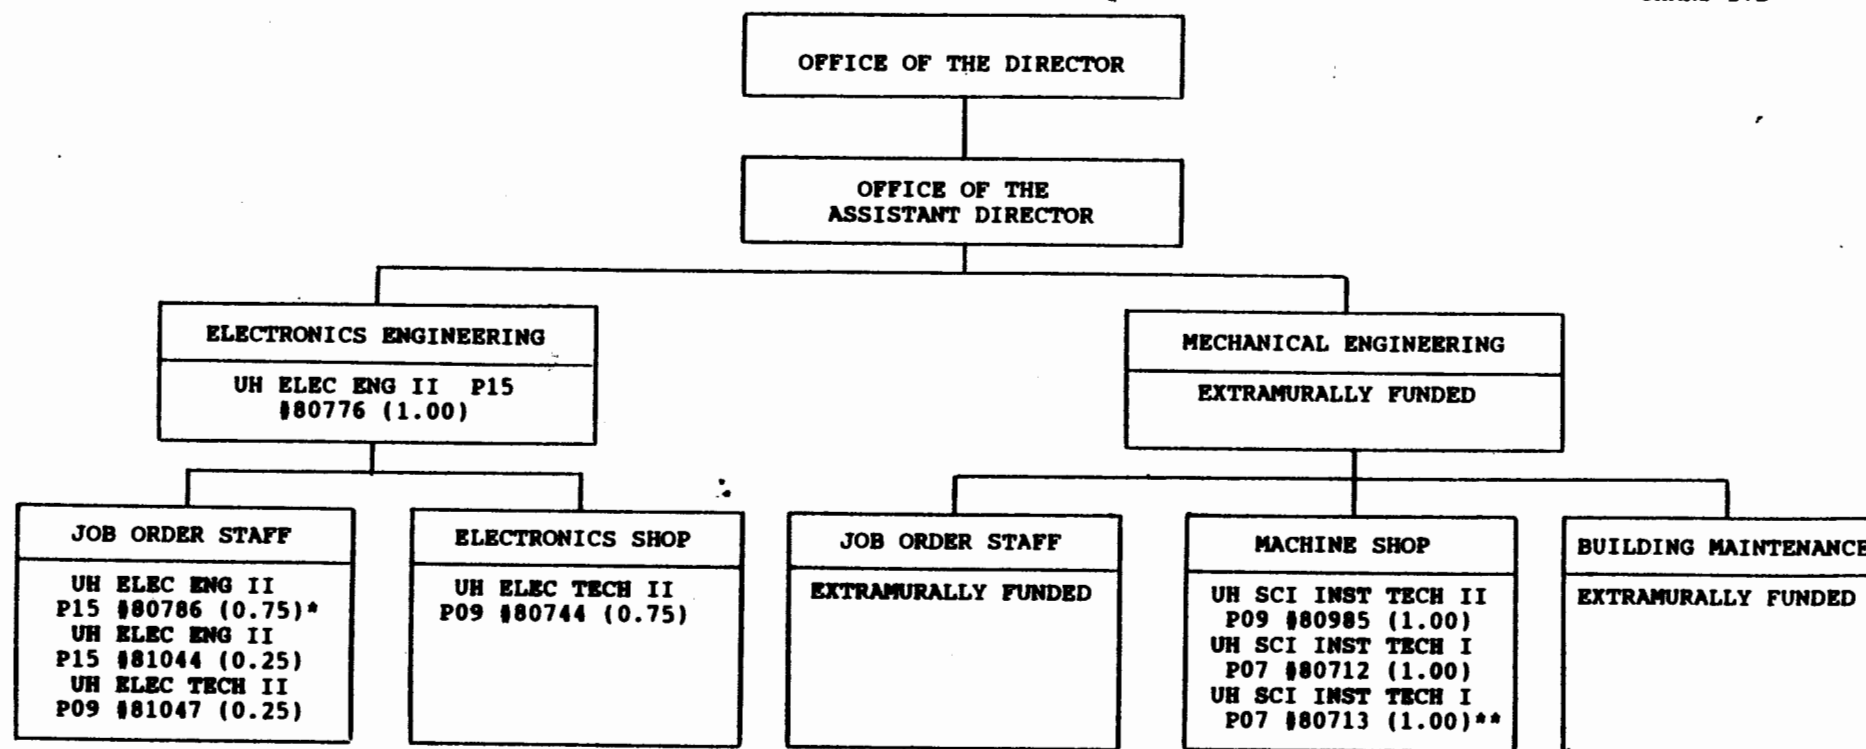 OFFICE OF THE DIRECTOR
OFFICE OF THE
ASSISTANT DIRECTOR
ELECTRONICS ENGINEERING
UH ELEC ENG II P15
#80776 (1.00)
MECHANICAL ENGINEERING
EXTRAMURALLY FUNDED
JOB ORDER STAFF
UH ELEC ENG II
P15 #80786 (0.75)*
UH ELEC ENG II
P15 #81044 (0.25)
UH ELEC TECH II
P09 #81047 (0.25)
ELECTRONICS SHOP
UH ELEC TECH II
P09 #80744 (0.75)
JOB ORDER STAFF
EXTRAMURALLY FUNDED
MACHINE SHOP
UH SCI INST TECH II
P09 #80985 (1.00)
UH SCI INST TECH I
P07 #80712 (1.00)
UH SCI INST TECH I
P07 #80713 (1.00)**
BUILDING MAINTENANCE
EXTRAMURALLY FUNDED